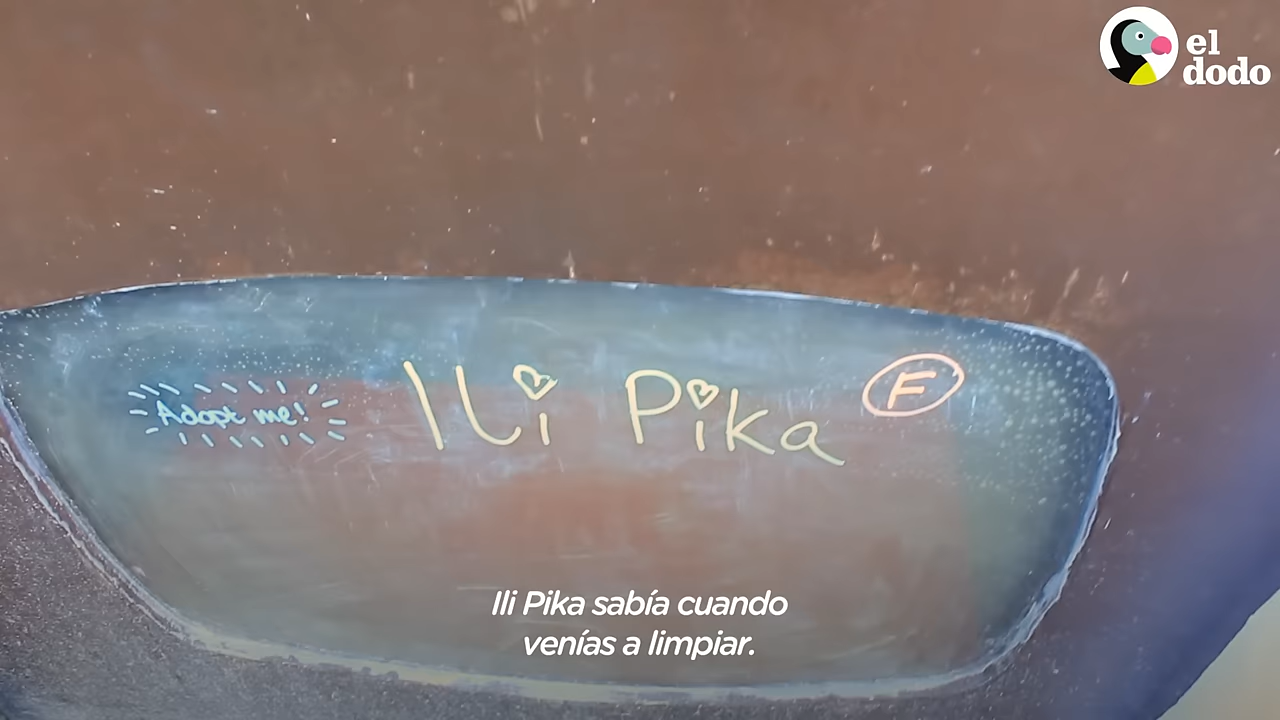 el
dodo
Adopt me! Ili Pika F
Ili Pika sabía cuando
venías a limpiar.